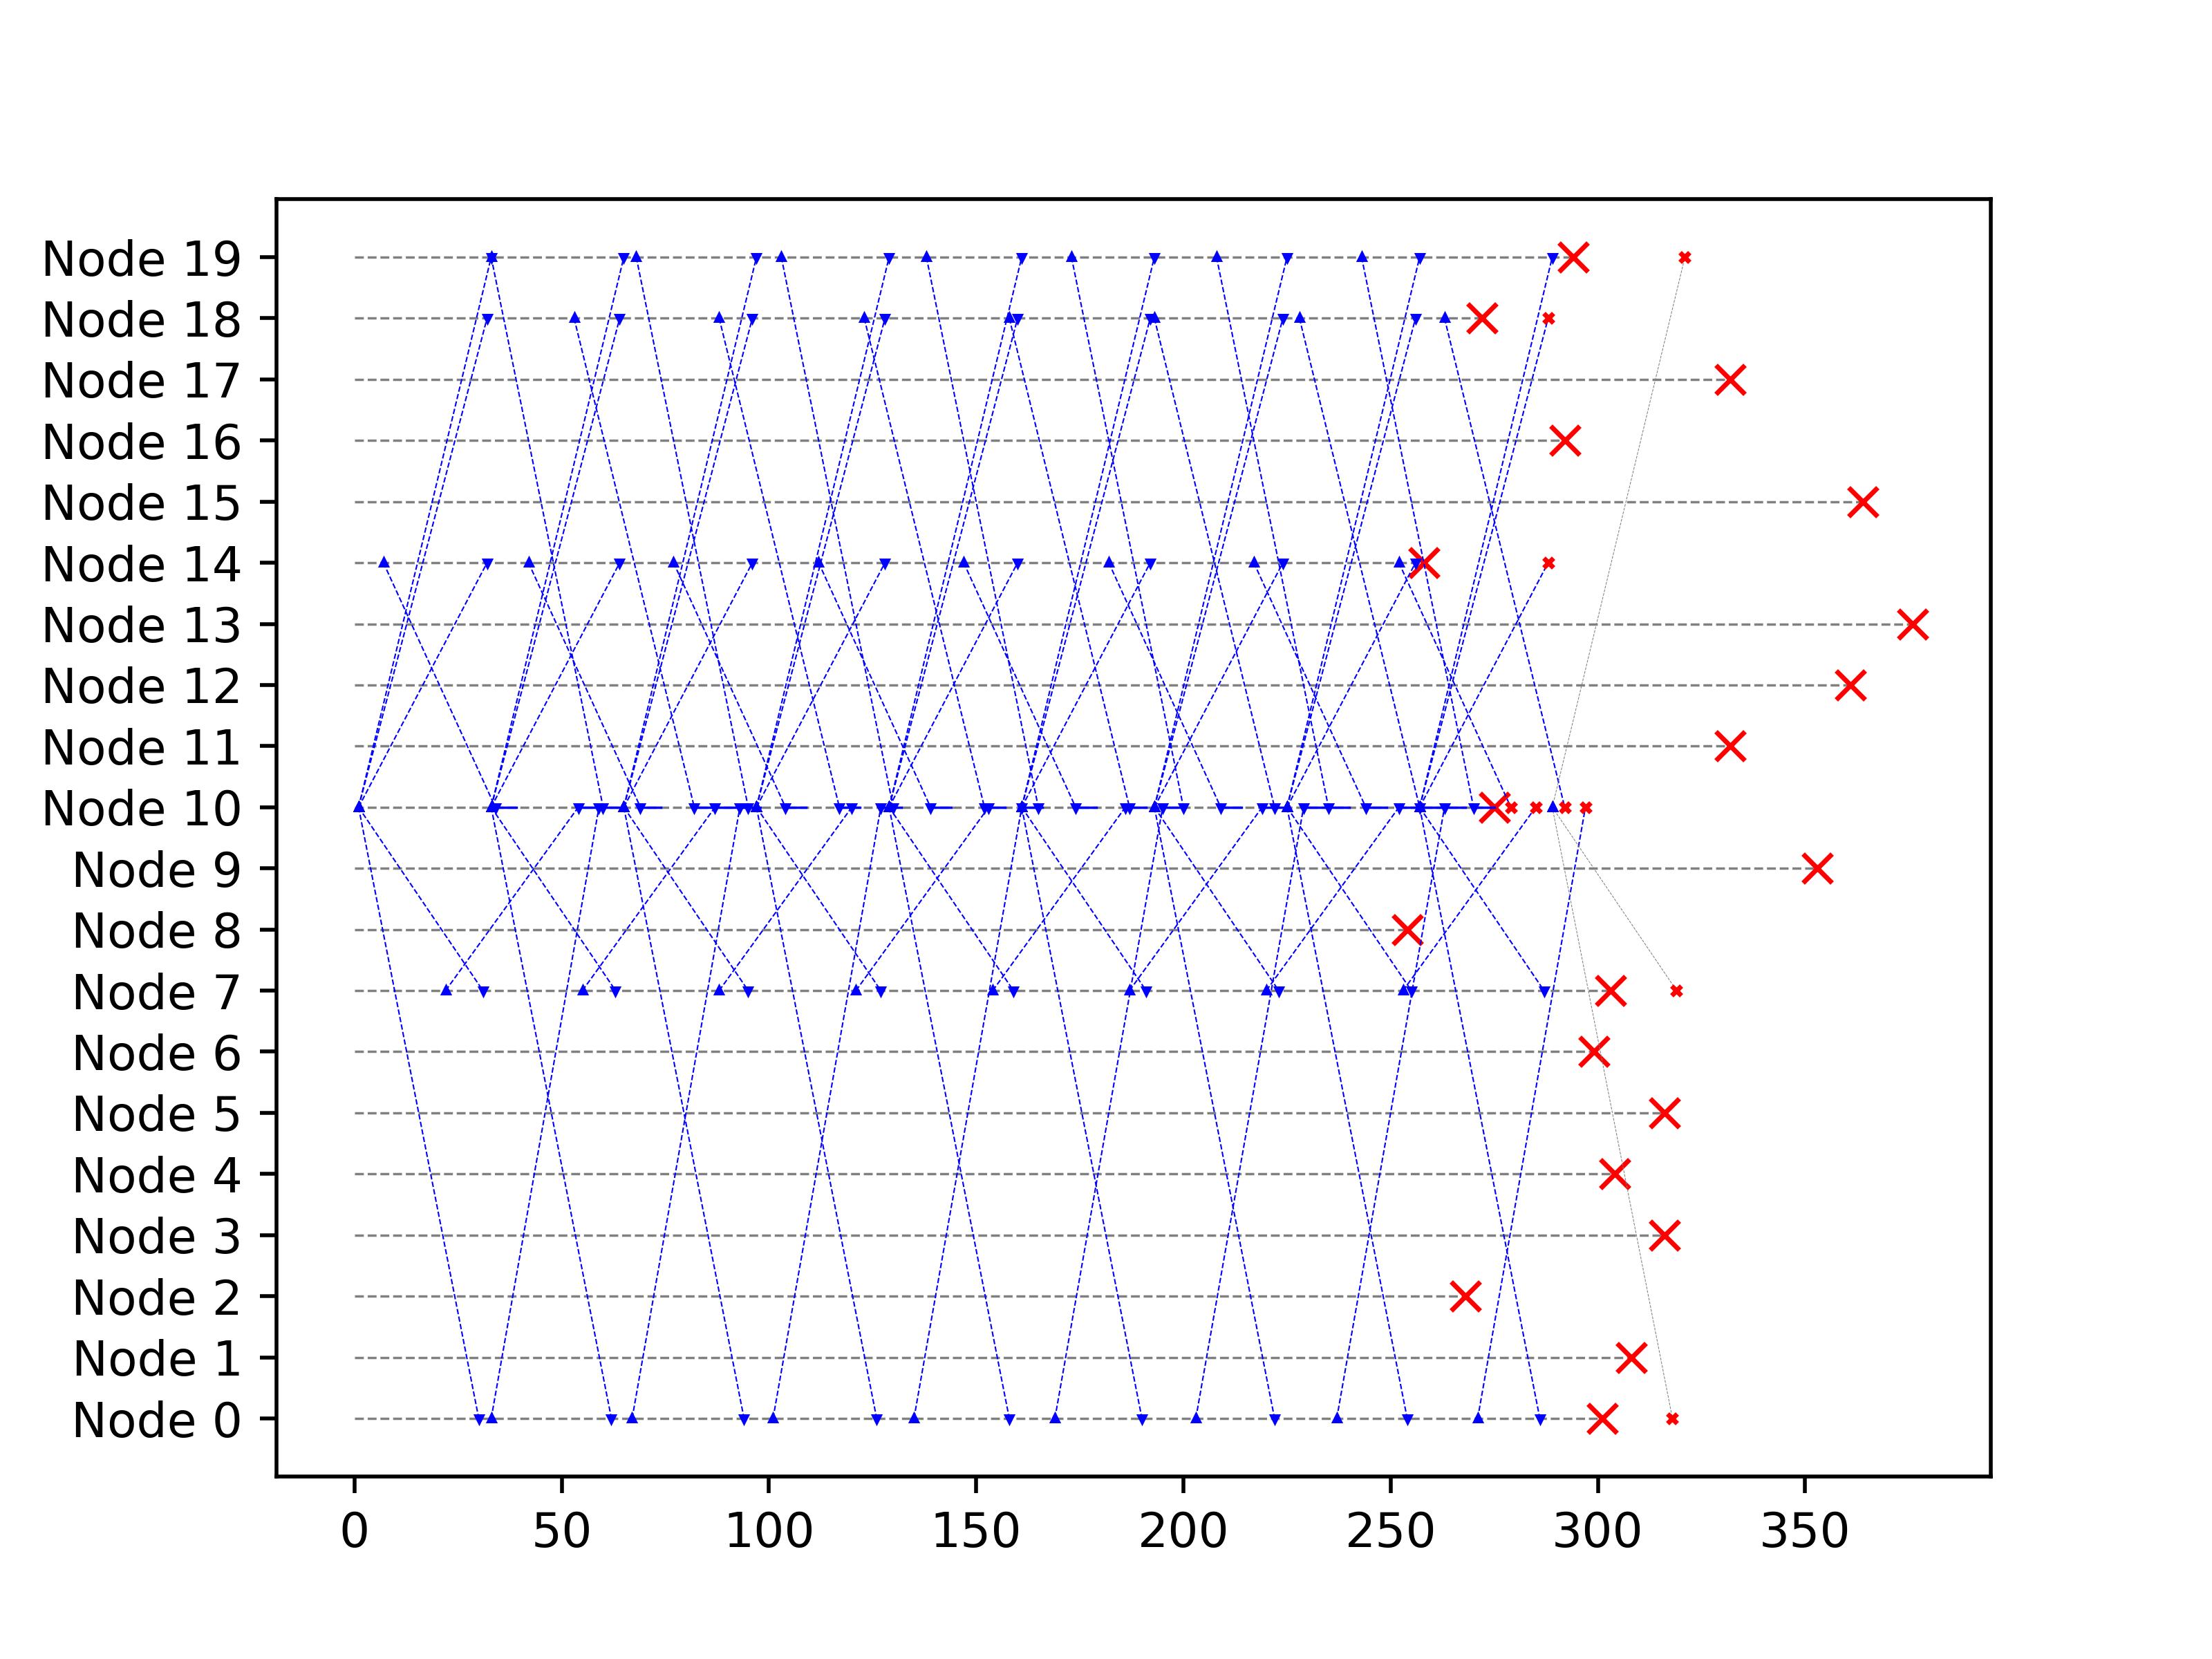 Node 19
Node 18
Node 17
Node 16
Node 15
Node 14
Node 13
Node 12
Node 11
Node 10
Node 9
Node 8
Node 7
Node 6
Node 5
Node 4
Node 3
Node 2
Node 1
Node 0
0 50 100 150 200 250 300 350